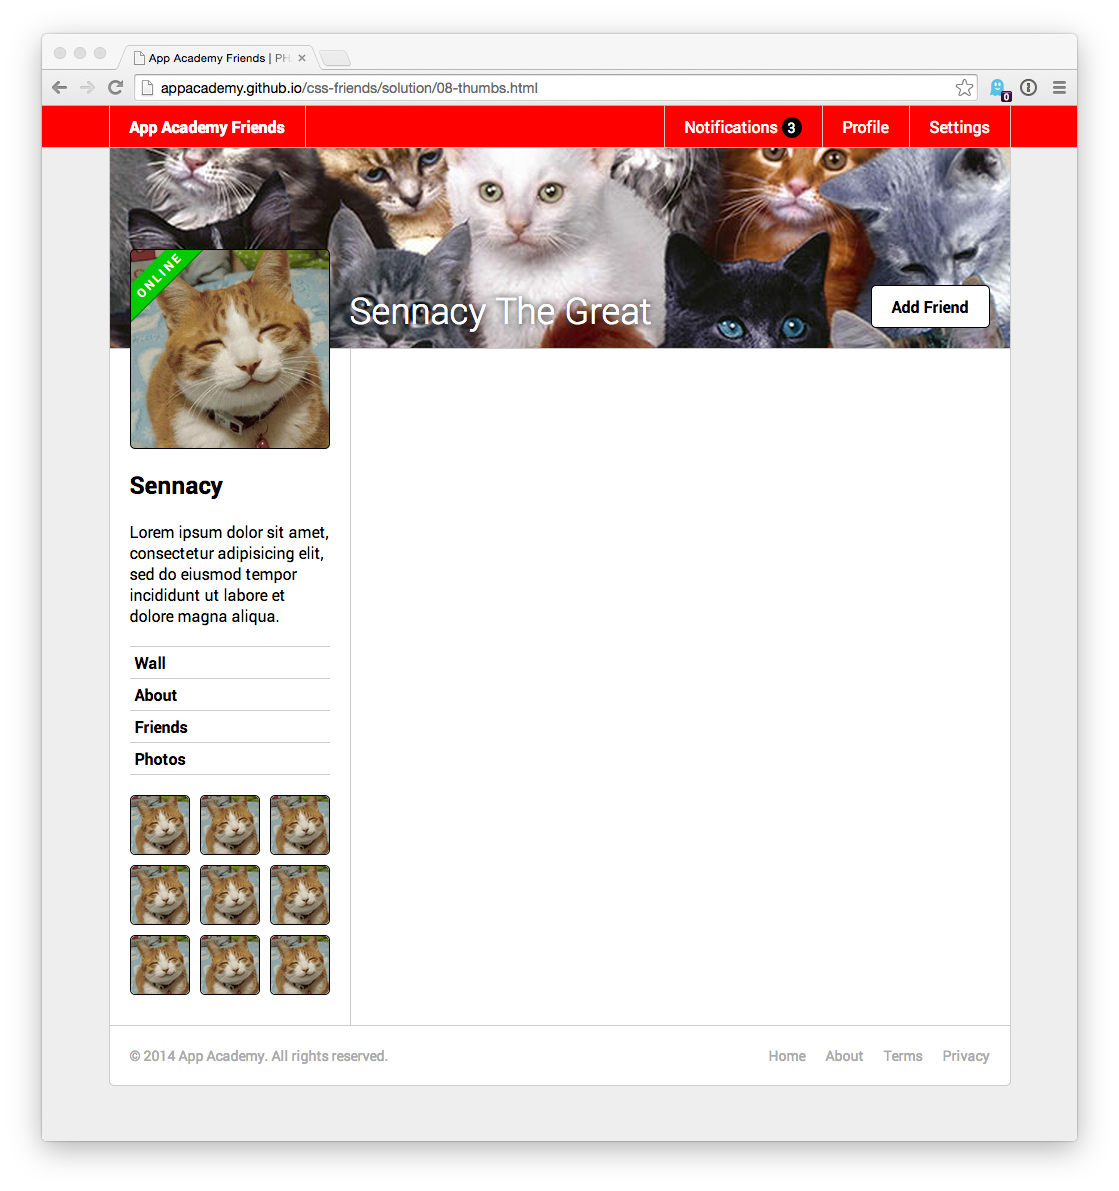 App Academy Friends | PH
appacademy.github.io/css-friends/solution/08-thumbs.html
0
App Academy Friends
Notifications 3
Profile
Settings
ONLINE
Sennacy The Great
Add Friend
Sennacy
Lorem ipsum dolor sit amet,
consectetur adipisicing elit,
sed do eiusmod tempor
incididunt ut labore et
dolore magna aliqua.
Wall
About
Friends
Photos
© 2014 App Academy. All rights reserved.
Home
About
Terms
Privacy